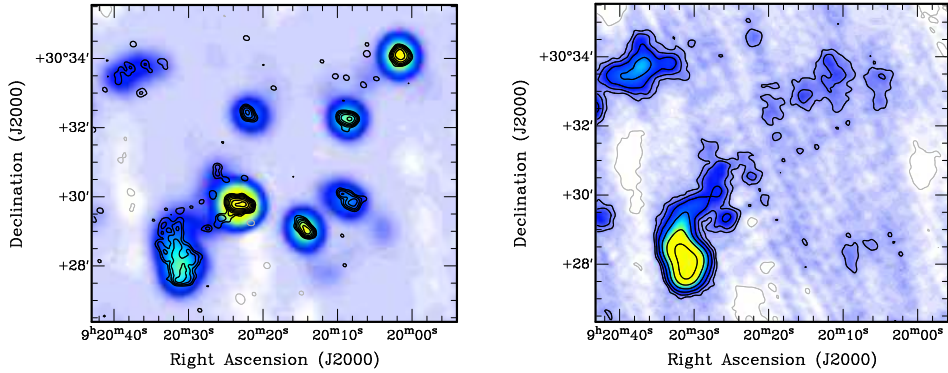 +30°34′
+32′
+30′
+28′
Declination (J2000)
9ʰ20ᵐ40ˢ 20ᵐ30ˢ 20ᵐ20ˢ 20ᵐ10ˢ 20ᵐ00ˢ
Right Ascension (J2000)
+30°34′
+32′
+30′
+28′
Declination (J2000)
9ʰ20ᵐ40ˢ 20ᵐ30ˢ 20ᵐ20ˢ 20ᵐ10ˢ 20ᵐ00ˢ
Right Ascension (J2000)